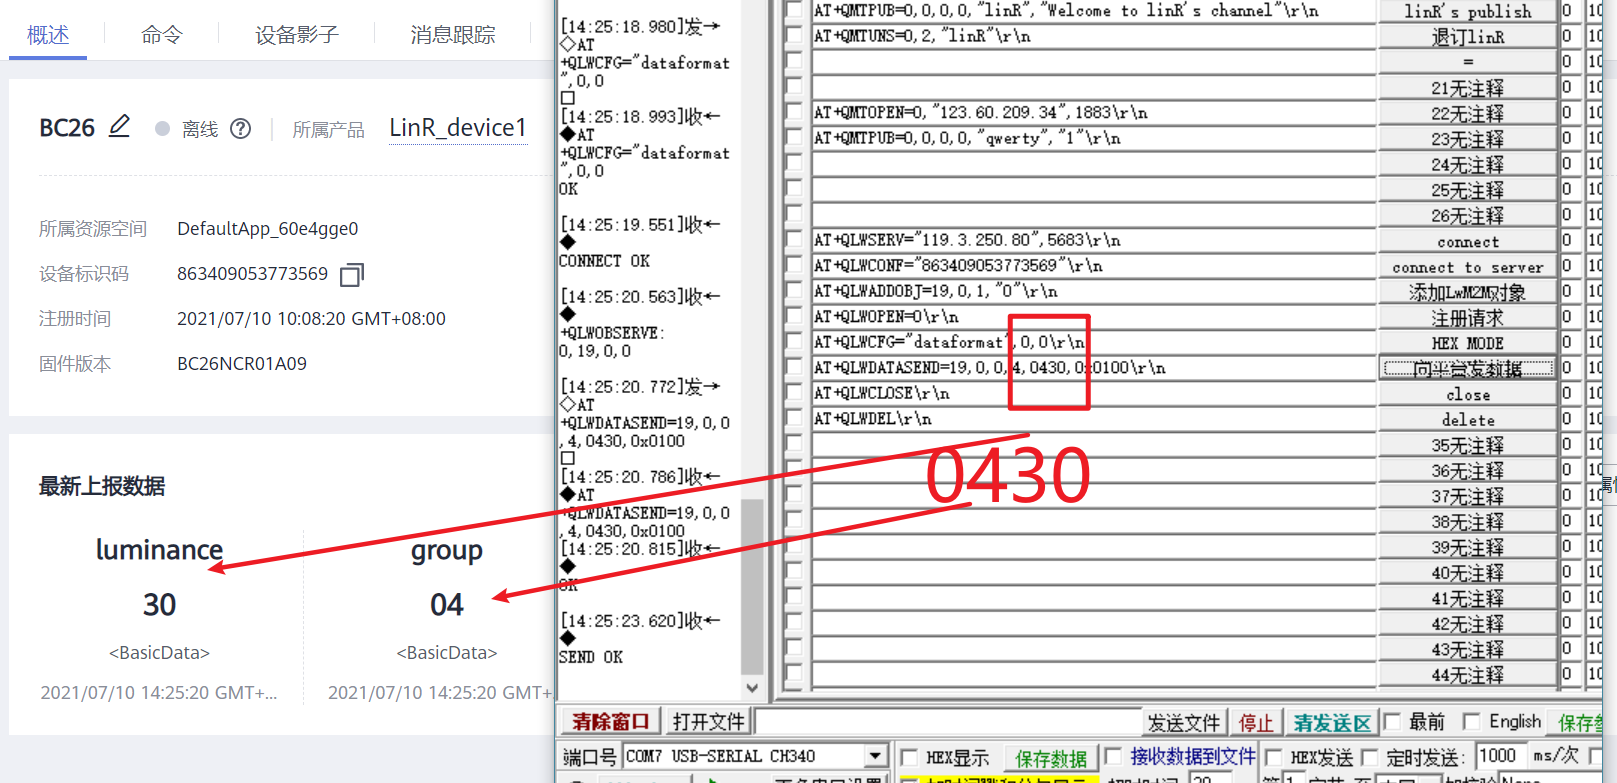 概述
命令
设备影子
消息跟踪
BC26
离线
所属产品
LinR_device1
所属资源空间
DefaultApp_60e4gge0
设备标识码
863409053773569
注册时间
2021/07/10 10:08:20 GMT+08:00
固件版本
BC26NCR01A09
最新上报数据
luminance
30
<BasicData>
2021/07/10 14:25:20 GMT+...
group
04
<BasicData>
2021/07/10 14:25:20 GMT+
[14:25:18.980]发→
◇AT
+QLWCFG="dataformat
",0,0
□
[14:25:18.993]收←
◆AT
+QLWCFG="dataformat
",0,0
OK
[14:25:19.551]收←
◆
CONNECT OK
[14:25:20.563]收←
◆
+QLWOBSERVE:
0,19,0,0
[14:25:20.772]发→
◇AT
+QLWDATASEND=19,0,0
,4,0430,0x0100
□
[14:25:20.786]收←
◆AT
+QLWDATASEND=19,0,0
,4,0430,0x0100
[14:25:20.815]收←
◆
OK
[14:25:23.620]收←
◆
SEND OK
AT+QMTPUB=0,0,0,0,"linR","Welcome to linR's channel"\r\n linR's publish 0 10
AT+QMTUNS=0,2,"linR"\r\n 退订linR 0 10
= 0 10
21无注释 0 10
AT+QMTOPEN=0,"123.60.209.34",1883\r\n 22无注释 0 10
AT+QMTPUB=0,0,0,0,"qwerty","1"\r\n 23无注释 0 10
24无注释 0 10
25无注释 0 10
26无注释 0 10
AT+QLWSERV="119.3.250.80",5683\r\n connect 0 10
AT+QLWCONF="863409053773569"\r\n connect to server 0 10
AT+QLWADDOBJ=19,0,1,"0"\r\n 添加LwM2M对象 0 10
AT+QLWOPEN=0\r\n 注册请求 0 10
AT+QLWCFG="dataformat",0,0\r\n HEX MODE 0 10
AT+QLWDATASEND=19,0,0,4,0430,0x0100\r\n 向平台发数据 0 10
AT+QLWCLOSE\r\n close 0 10
AT+QLWDEL\r\n delete 0 10
35无注释 0 10
36无注释 0 10
37无注释 0 10
38无注释 0 10
39无注释 0 10
40无注释 0 10
41无注释 0 10
42无注释 0 10
43无注释 0 10
44无注释 0 10
0430
清除窗口 打开文件 发送文件 停止 清发送区 最前 English 保存参
端口号 COM7 USB-SERIAL CH340 HEX显示 保存数据 接收数据到文件 HEX发送 定时发送: 1000 ms/次